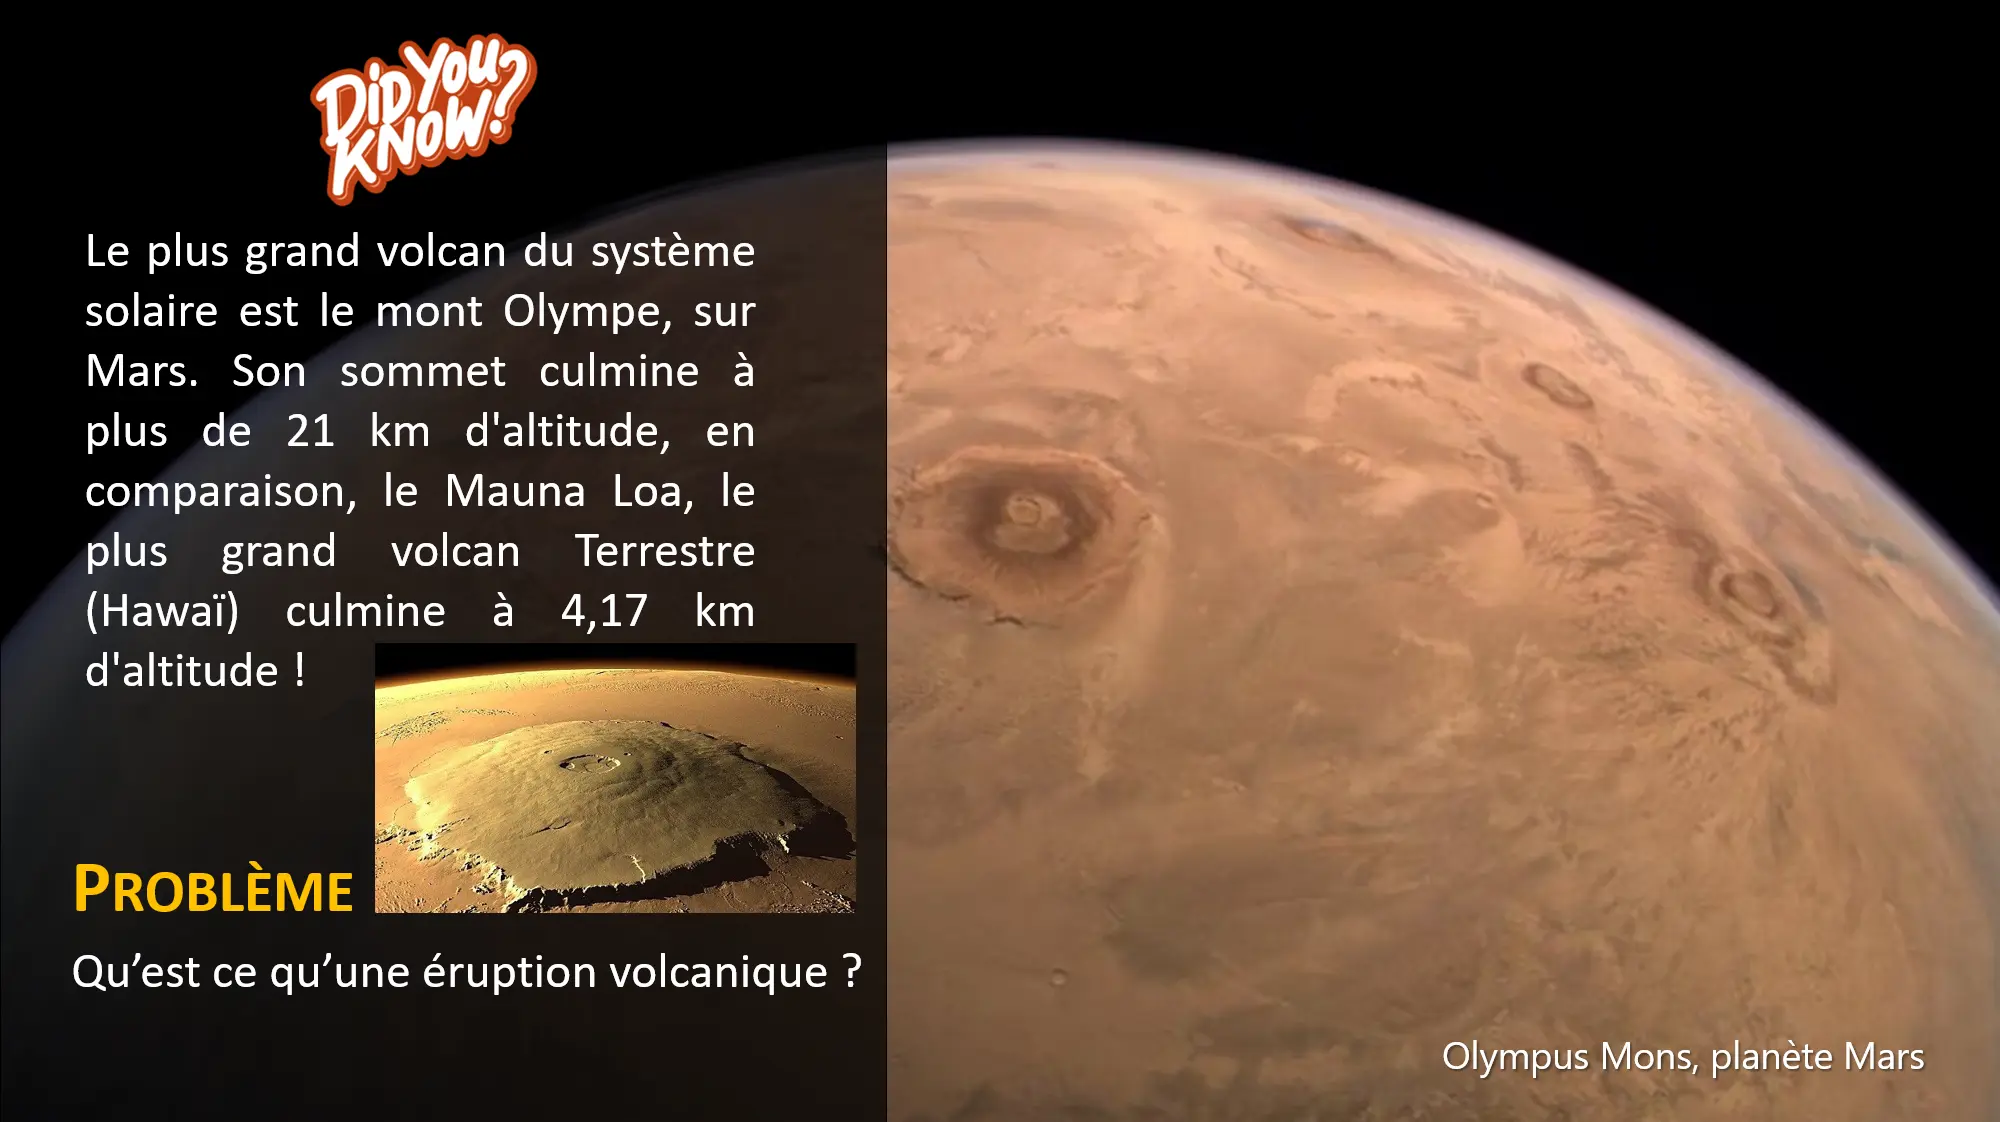 DiD YOU
KNOW?
Le plus grand volcan du système
solaire est le mont Olympe, sur
Mars. Son sommet culmine à
plus de 21 km d'altitude, en
comparaison, le Mauna Loa, le
plus grand volcan Terrestre
(Hawaï) culmine à 4,17 km
d'altitude !
PROBLÈME
Qu’est ce qu’une éruption volcanique ?
Olympus Mons, planète Mars